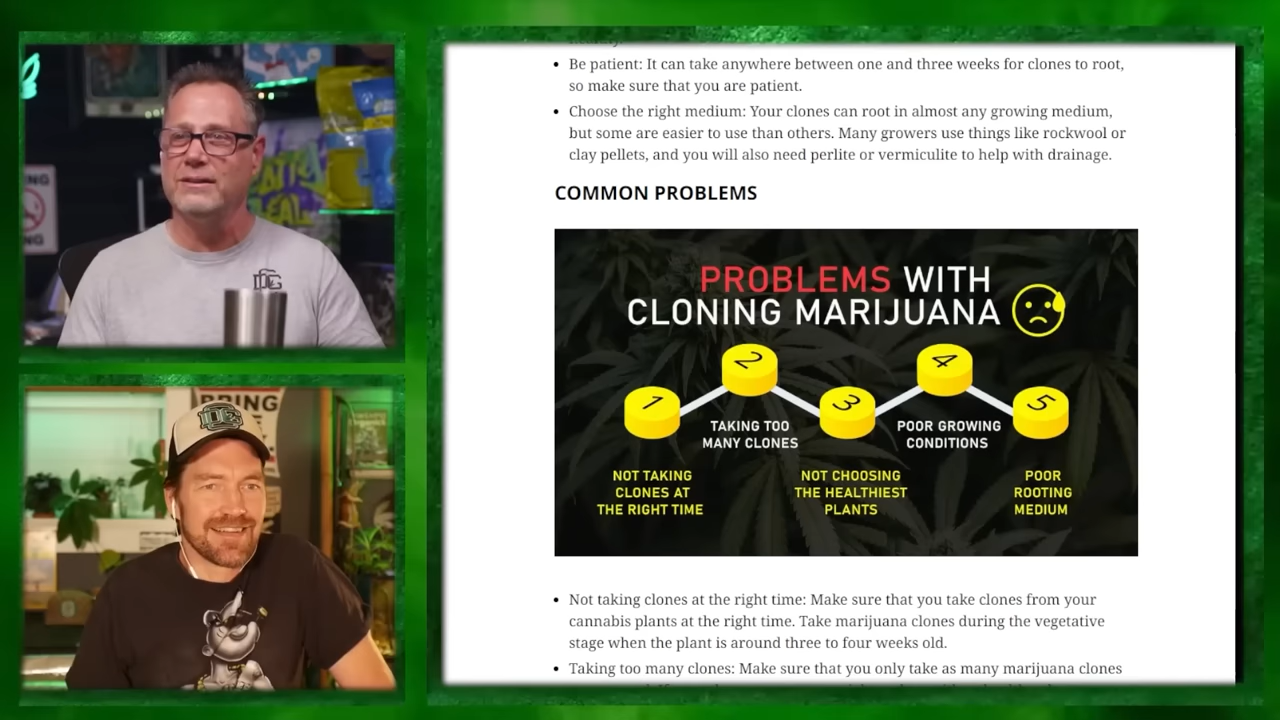 Be patient: It can take anywhere between one and three weeks for clones to root,
so make sure that you are patient.
Choose the right medium: Your clones can root in almost any growing medium,
but some are easier to use than others. Many growers use things like rockwool or
clay pellets, and you will also need perlite or vermiculite to help with drainage.
COMMON PROBLEMS
PROBLEMS WITH
CLONING MARIJUANA
1
2
3
4
5
NOT TAKING
CLONES AT
THE RIGHT TIME
TAKING TOO
MANY CLONES
NOT CHOOSING
THE HEALTHIEST
PLANTS
POOR GROWING
CONDITIONS
POOR
ROOTING
MEDIUM
Not taking clones at the right time: Make sure that you take clones from your
cannabis plants at the right time. Take marijuana clones during the vegetative
stage when the plant is around three to four weeks old.
Taking too many clones: Make sure that you only take as many marijuana clones